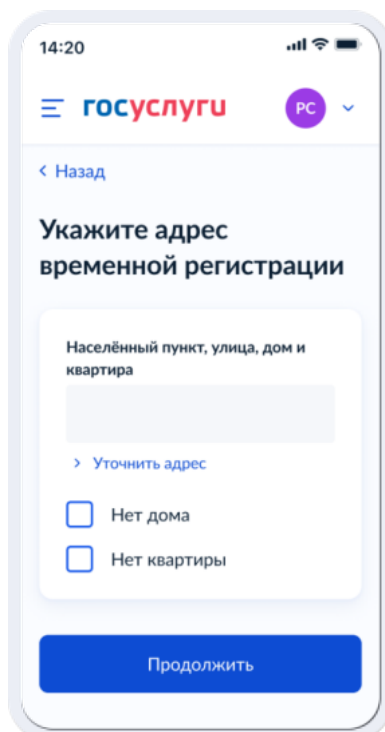 14:20
госуслуги
РС
Назад
Укажите адрес
временной регистрации
Населённый пункт, улица, дом и
квартира
Уточнить адрес
Нет дома
Нет квартиры
Продолжить